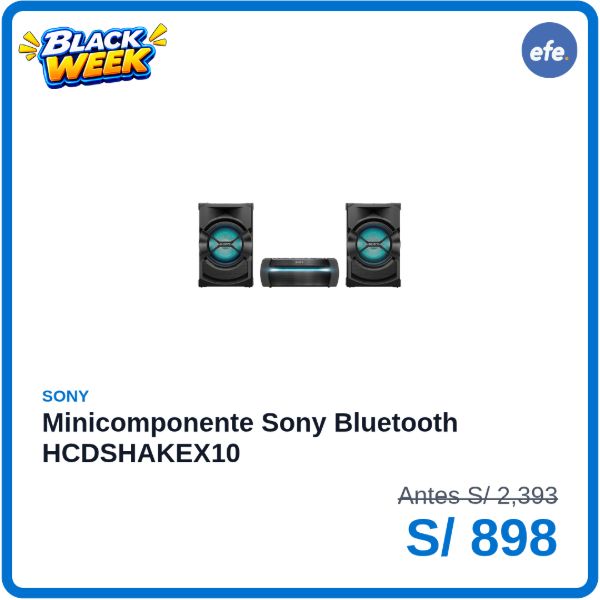 BLACK
WEEK
efe.
SONY
Minicomponente Sony Bluetooth
HCDSHAKEX10
Antes S/ 2,393
S/ 898